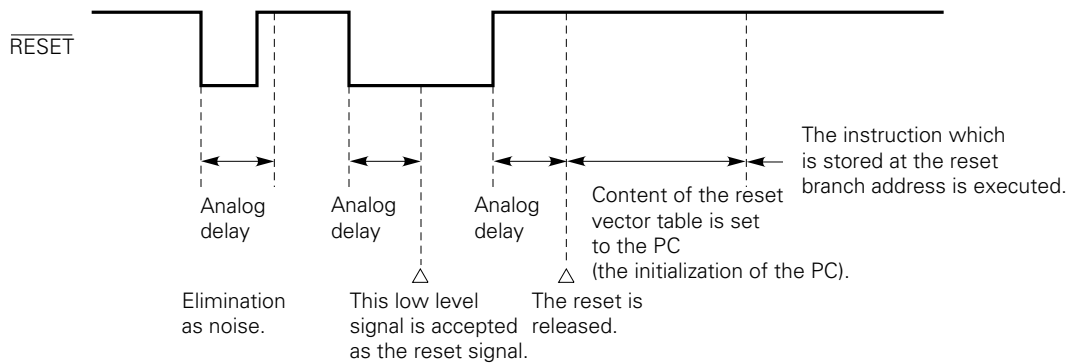 RESET
The instruction which
is stored at the reset
branch address is executed.
Analog
delay
Analog
delay
Analog
delay
Content of the reset
vector table is set
to the PC
(the initialization of the PC).
Elimination
as noise.
This low level
signal is accepted
as the reset signal.
The reset is
released.